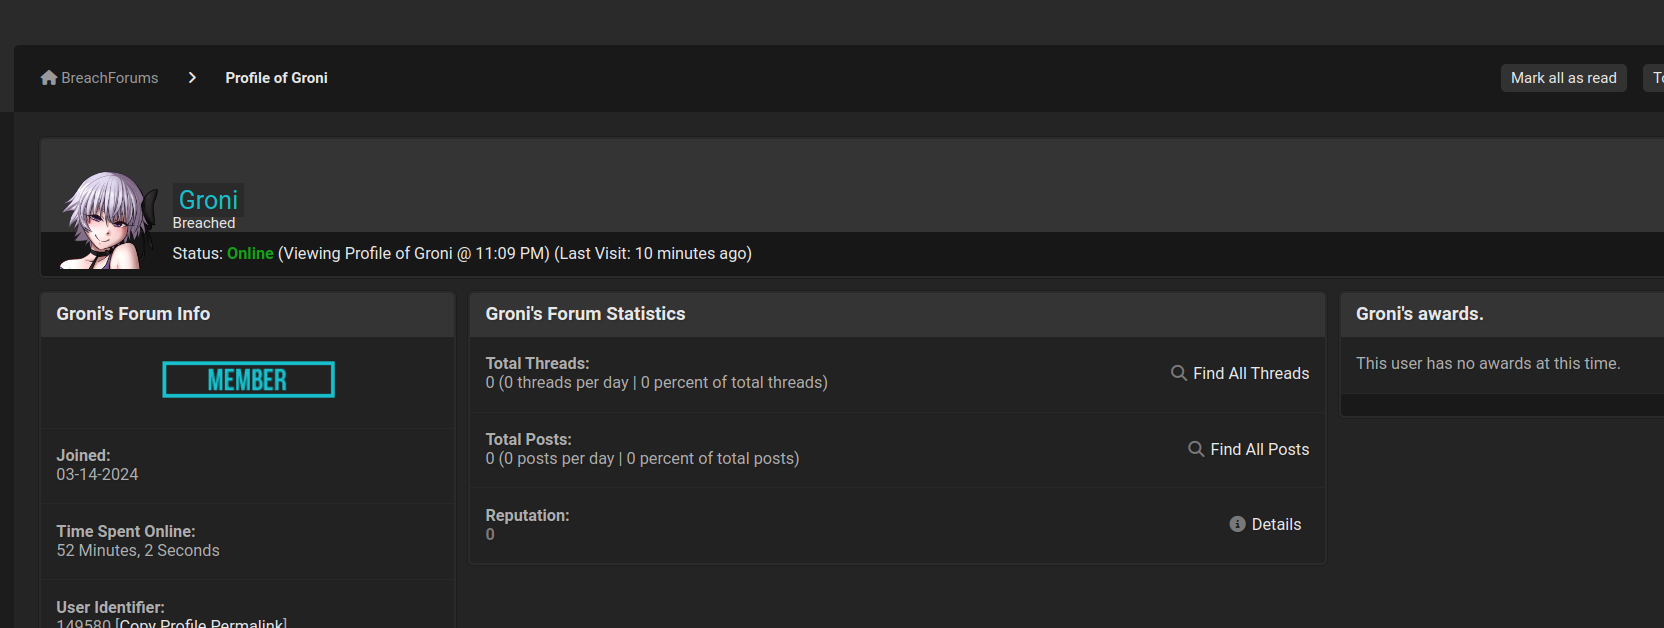 BreachForums
Profile of Groni
Mark all as read
Groni
Breached
Status: Online (Viewing Profile of Groni @ 11:09 PM) (Last Visit: 10 minutes ago)
Groni's Forum Info
MEMBER
Joined:
03-14-2024
Time Spent Online:
52 Minutes, 2 Seconds
User Identifier:
149580 [Copy Profile Permalink]
Groni's Forum Statistics
Total Threads:
0 (0 threads per day | 0 percent of total threads)
Find All Threads
Total Posts:
0 (0 posts per day | 0 percent of total posts)
Find All Posts
Reputation:
0
Details
Groni's awards.
This user has no awards at this time.